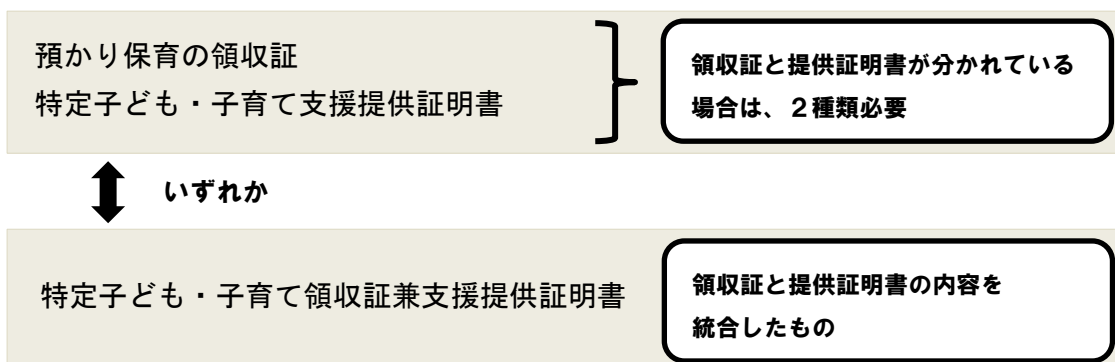 預かり保育の領収証
特定子ども・子育て支援提供証明書
領収証と提供証明書が分かれている
場合は、２種類必要
いずれか
特定子ども・子育て領収証兼支援提供証明書
領収証と提供証明書の内容を
統合したもの